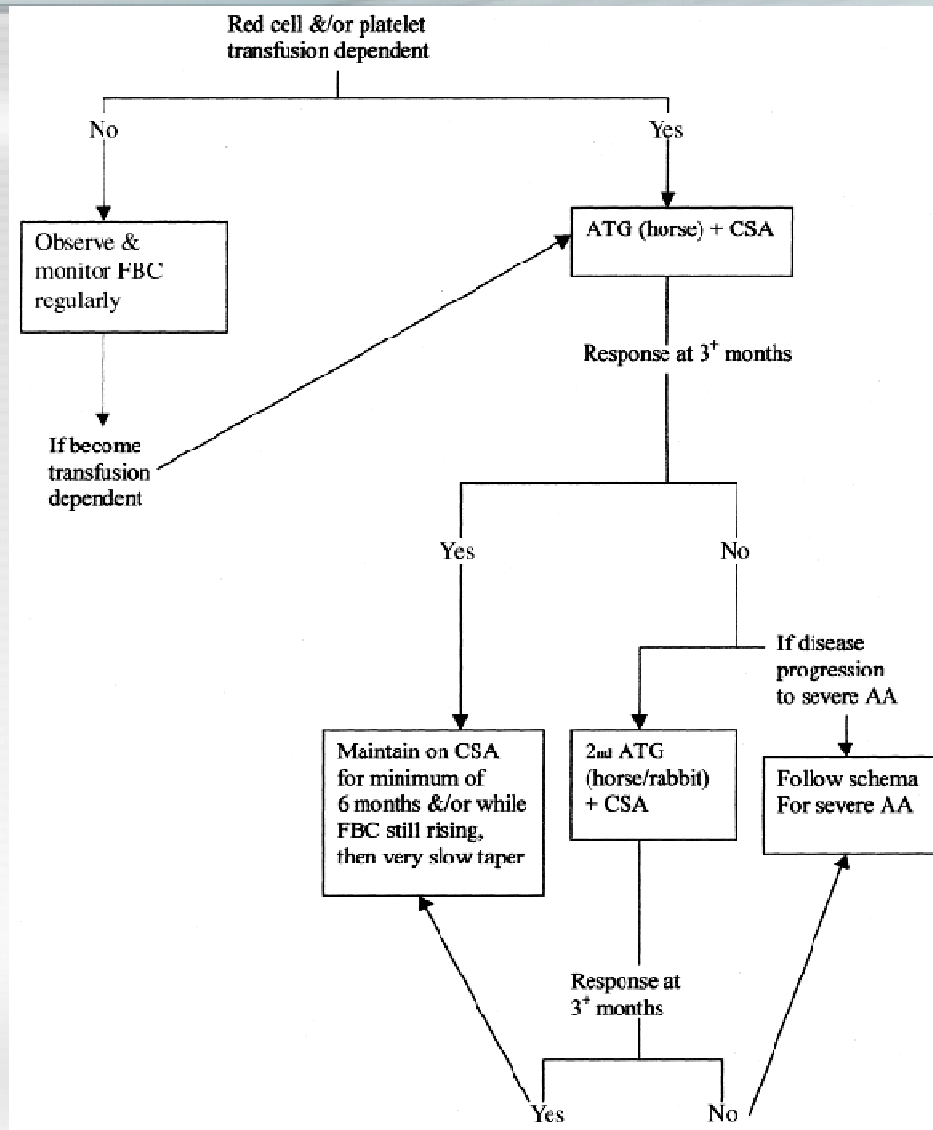 Red cell &/or platelet
transfusion dependent
No
Yes
Observe &
monitor FBC
regularly
ATG (horse) + CSA
Response at 3+ months
If become
transfusion
dependent
Yes
No
If disease
progression
to severe AA
Maintain on CSA
for minimum of
6 months &/or while
FBC still rising,
then very slow taper
2nd ATG
(horse/rabbit)
+ CSA
Follow schema
For severe AA
Response at
3+ months
Yes
No